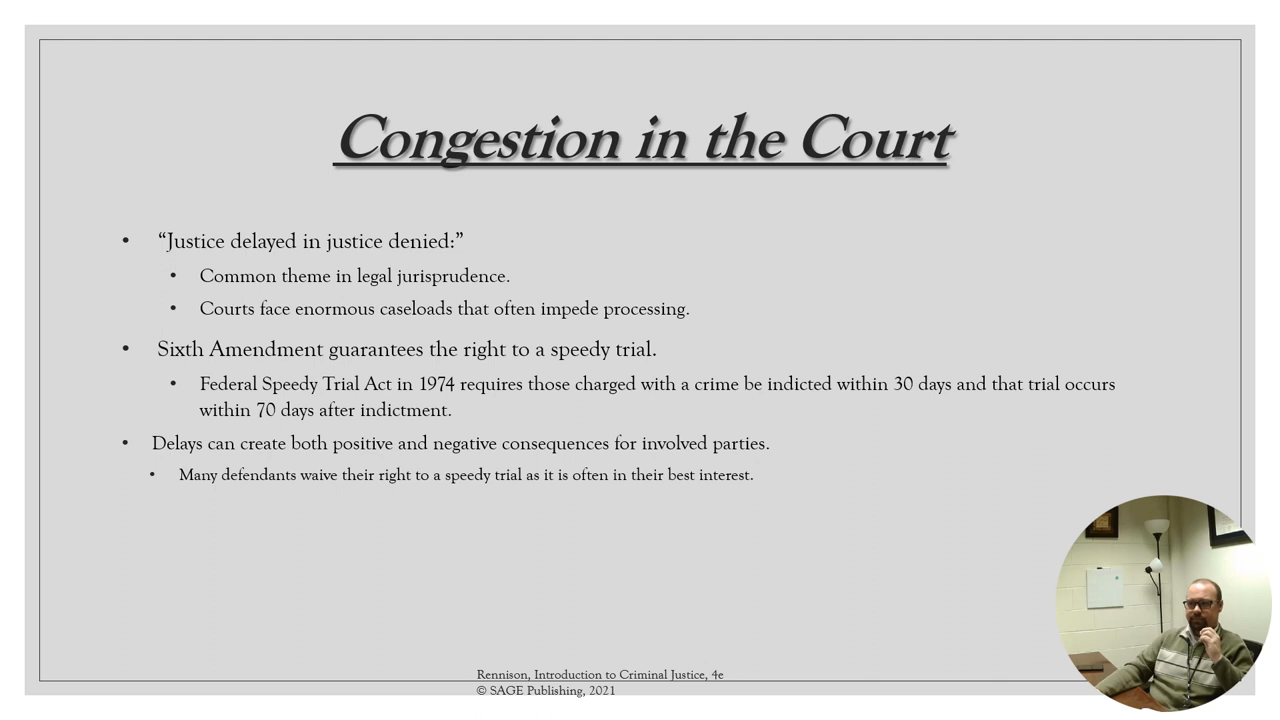 Congestion in the Court
• “Justice delayed in justice denied:”
• Common theme in legal jurisprudence.
• Courts face enormous caseloads that often impede processing.
• Sixth Amendment guarantees the right to a speedy trial.
• Federal Speedy Trial Act in 1974 requires those charged with a crime be indicted within 30 days and that trial occurs
within 70 days after indictment.
• Delays can create both positive and negative consequences for involved parties.
• Many defendants waive their right to a speedy trial as it is often in their best interest.
Rennison, Introduction to Criminal Justice, 4e
© SAGE Publishing, 2021